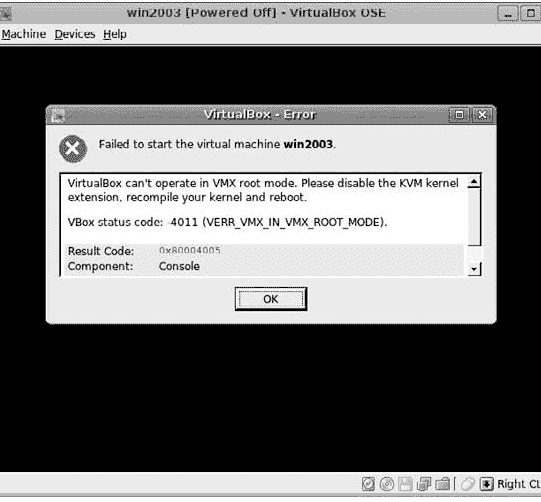 win2003 [Powered Off] - VirtualBox OSE
Machine Devices Help
VirtualBox - Error
Failed to start the virtual machine win2003.
VirtualBox can't operate in VMX root mode. Please disable the KVM kernel
extension, recompile your kernel and reboot.
VBox status code: -4011 (VERR_VMX_IN_VMX_ROOT_MODE).
Result Code: 0x80004005
Component: Console
OK
Right Ct